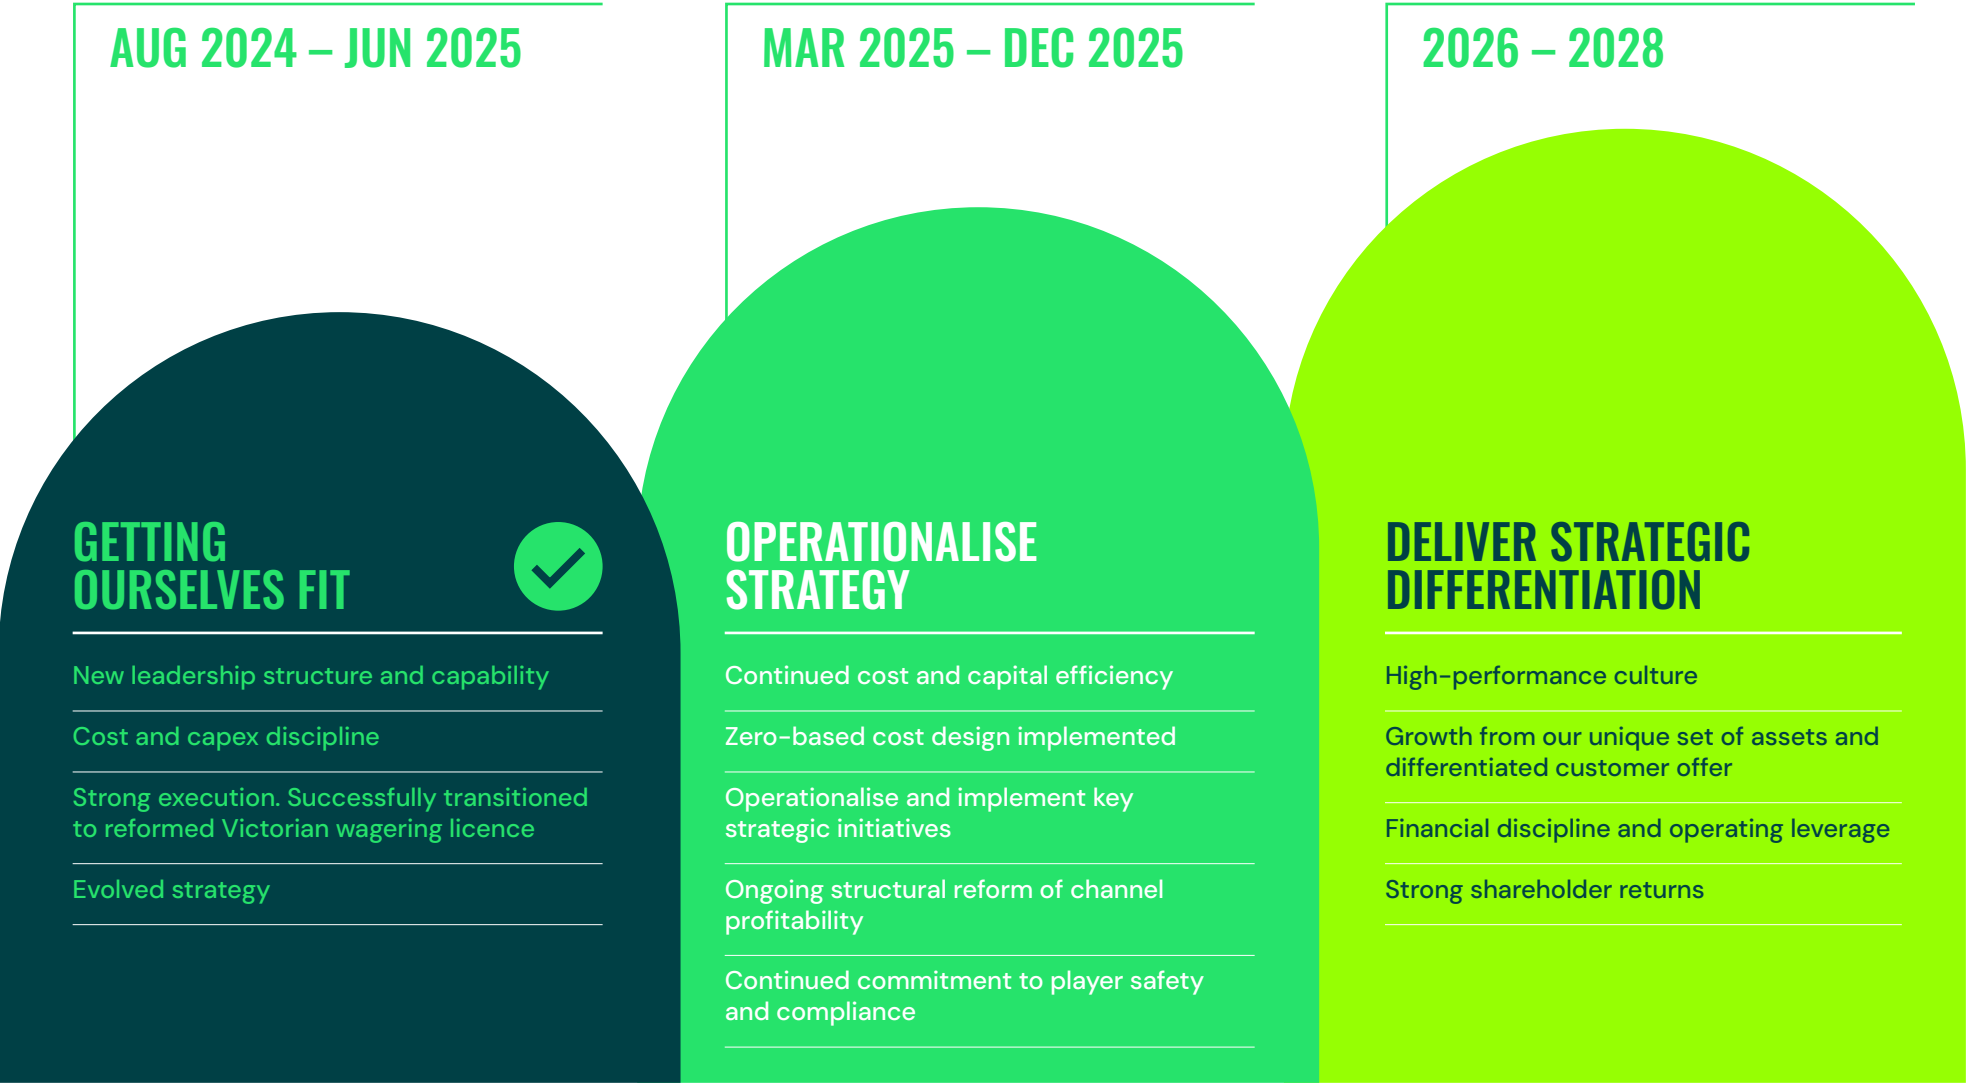 AUG 2024 – JUN 2025
GETTING
OURSELVES FIT
New leadership structure and capability
Cost and capex discipline
Strong execution. Successfully transitioned
to reformed Victorian wagering licence
Evolved strategy
MAR 2025 – DEC 2025
OPERATIONALISE
STRATEGY
Continued cost and capital efficiency
Zero-based cost design implemented
Operationalise and implement key
strategic initiatives
Ongoing structural reform of channel
profitability
Continued commitment to player safety
and compliance
2026 – 2028
DELIVER STRATEGIC
DIFFERENTIATION
High-performance culture
Growth from our unique set of assets and
differentiated customer offer
Financial discipline and operating leverage
Strong shareholder returns